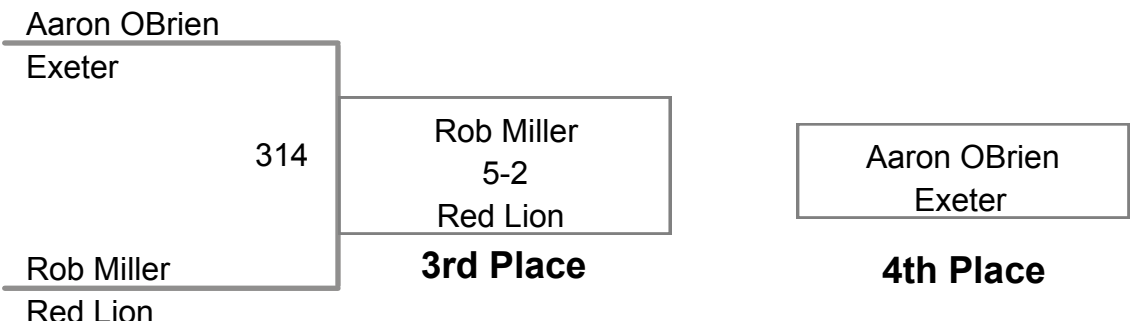 Aaron OBrien
Exeter
314
Rob Miller
Red Lion
Rob Miller
5-2
Red Lion
3rd Place
Aaron OBrien
Exeter
4th Place